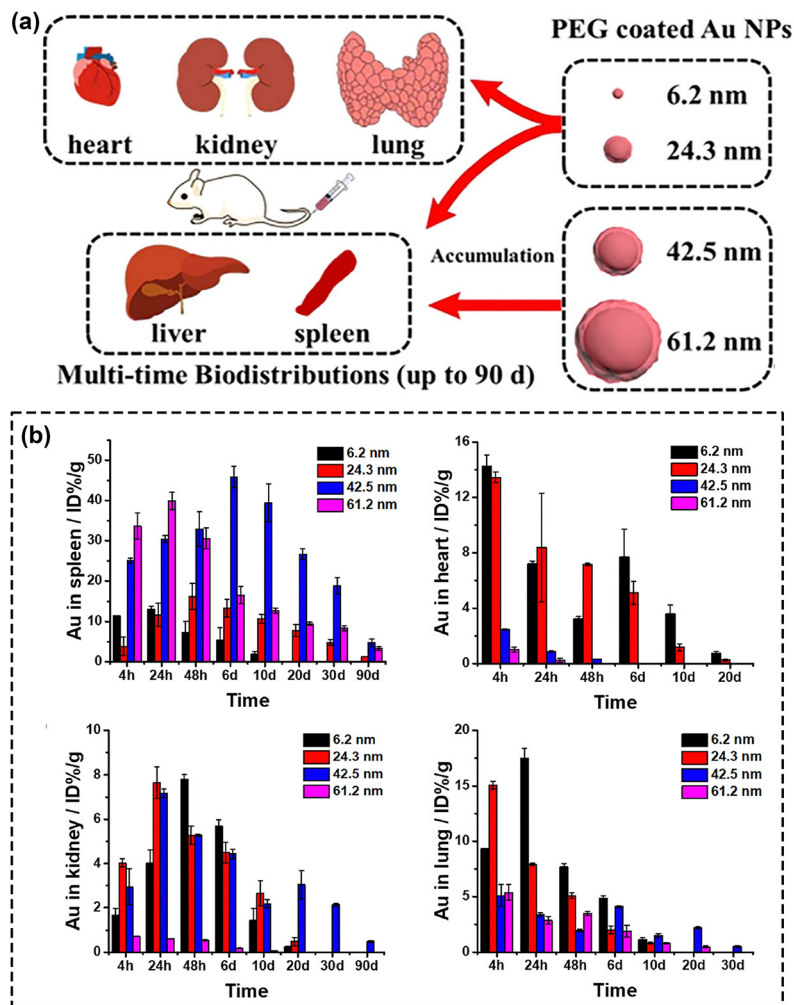 (a)
PEG coated Au NPs
6.2 nm
24.3 nm
heart
kidney
lung
Accumulation
42.5 nm
61.2 nm
liver
spleen
Multi-time Biodistributions (up to 90 d)
(b)
Au in spleen / ID%/g
50
40
30
20
10
0
6.2 nm
24.3 nm
42.5 nm
61.2 nm
4h 24h 48h 6d 10d 20d 30d 90d
Time
Au in heart / ID%/g
16
12
8
4
0
6.2 nm
24.3 nm
42.5 nm
61.2 nm
4h 24h 48h 6d 10d 20d
Time
Au in kidney / ID%/g
10
8
6
4
2
0
6.2 nm
24.3 nm
42.5 nm
61.2 nm
4h 24h 48h 6d 10d 20d 30d 90d
Time
Au in lung / ID%/g
20
15
10
5
0
6.2 nm
24.3 nm
42.5 nm
61.2 nm
4h 24h 48h 6d 10d 20d 30d
Time